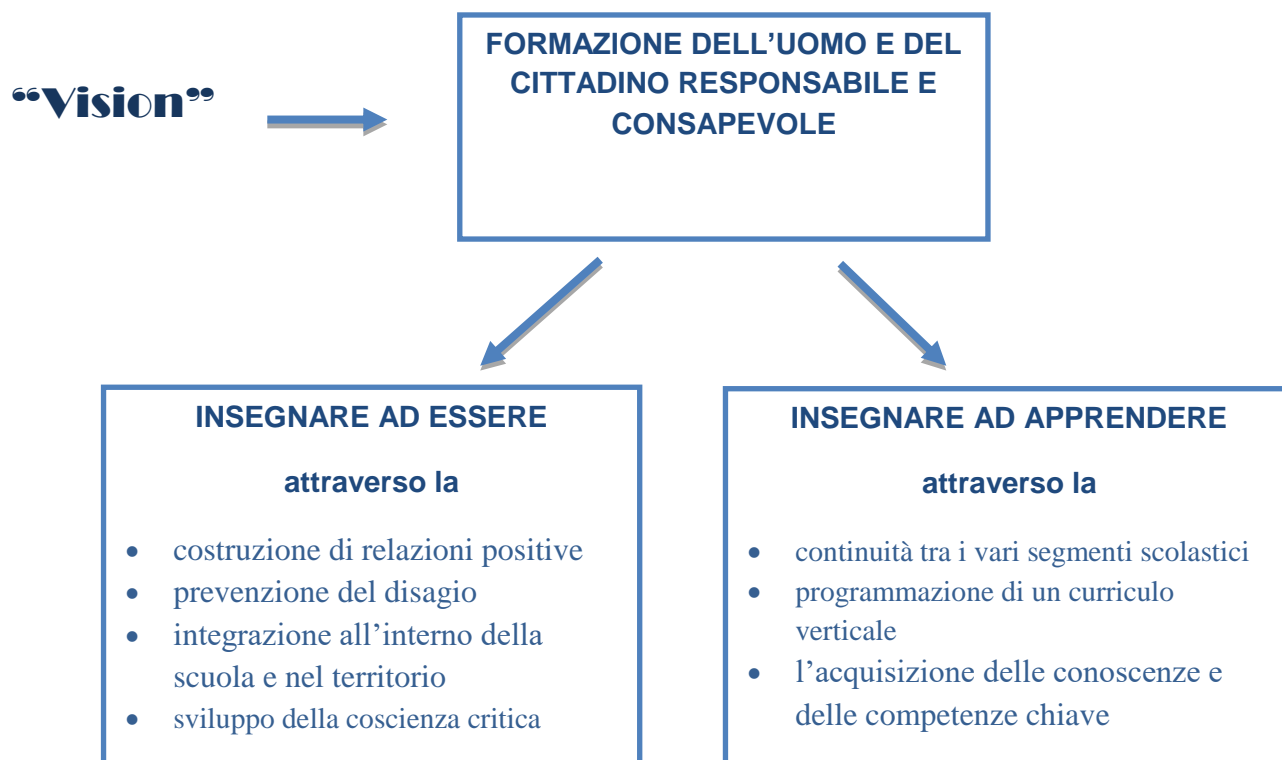 “Vision”
FORMAZIONE DELL’UOMO E DEL
CITTADINO RESPONSABILE E
CONSAPEVOLE
INSEGNARE AD ESSERE
attraverso la
• costruzione di relazioni positive
• prevenzione del disagio
• integrazione all’interno della
scuola e nel territorio
• sviluppo della coscienza critica
INSEGNARE AD APPRENDERE
attraverso la
• continuità tra i vari segmenti scolastici
• programmazione di un curriculo
verticale
• l’acquisizione delle conoscenze e
delle competenze chiave